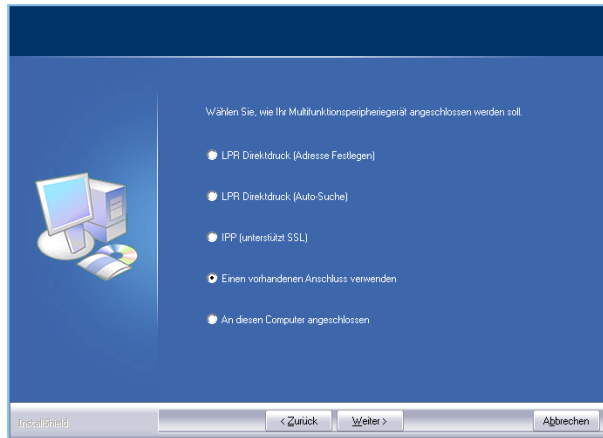 Wählen Sie, wie Ihr Multifunktionsperipheriegerät angeschlossen werden soll.
LPR Direktdruck (Adresse Festlegen)
LPR Direktdruck (Auto-Suche)
IPP (unterstützt SSL)
Einen vorhandenen Anschluss verwenden
An diesen Computer angeschlossen
InstallShield
< Zurück
Weiter >
Abbrechen